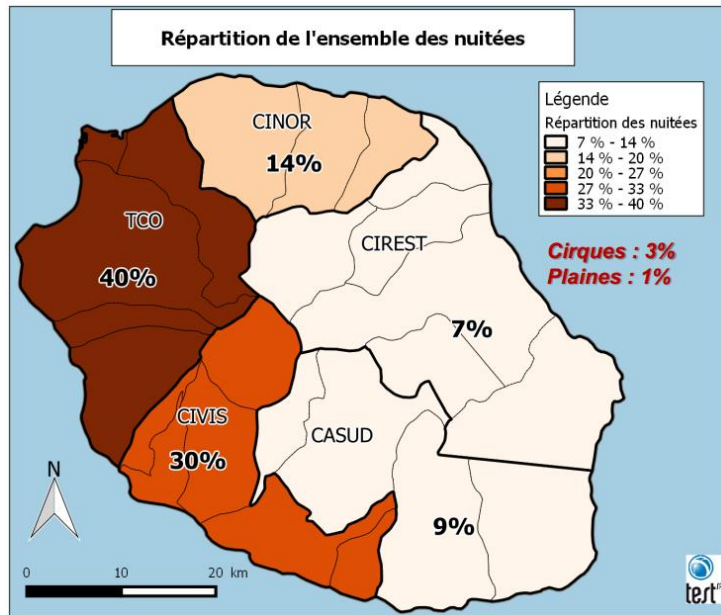 Répartition de l'ensemble des nuitées
Légende
Répartition des nuitées
7 % - 14 %
14 % - 20 %
20 % - 27 %
27 % - 33 %
33 % - 40 %
CINOR
14%
TCO
40%
CIREST
7%
Cirques : 3%
Plaines : 1%
CIVIS
30%
CASUD
9%
N
0 10 20 km
test